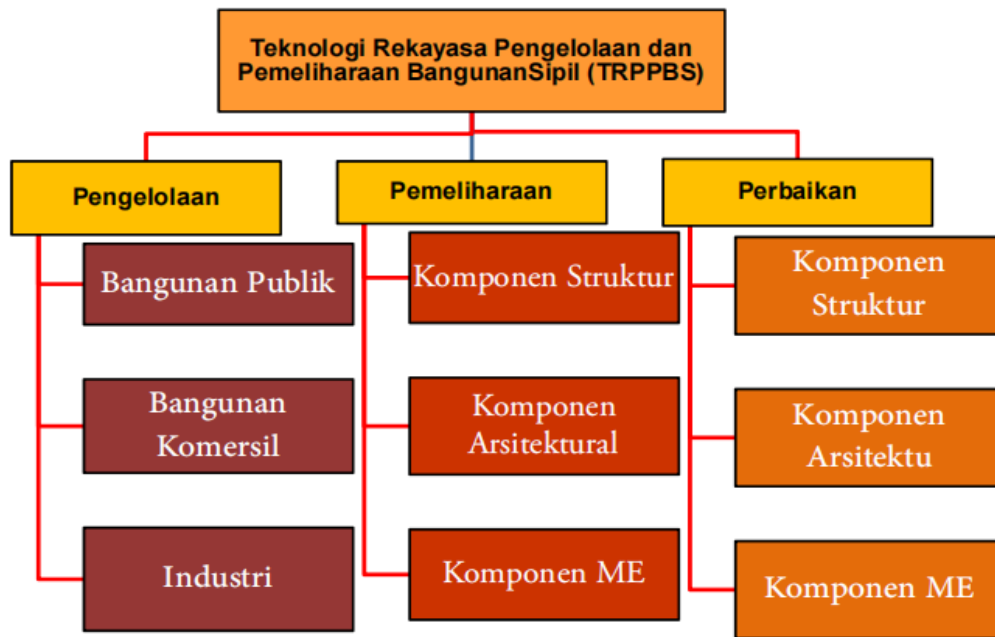 Teknologi Rekayasa Pengelolaan dan
Pemeliharaan BangunanSipil (TRPPBS)
Pengelolaan
Bangunan Publik
Bangunan
Komersil
Industri
Pemeliharaan
Komponen Struktur
Komponen
Arsitektural
Komponen ME
Perbaikan
Komponen
Struktur
Komponen
Arsitektu
Komponen ME